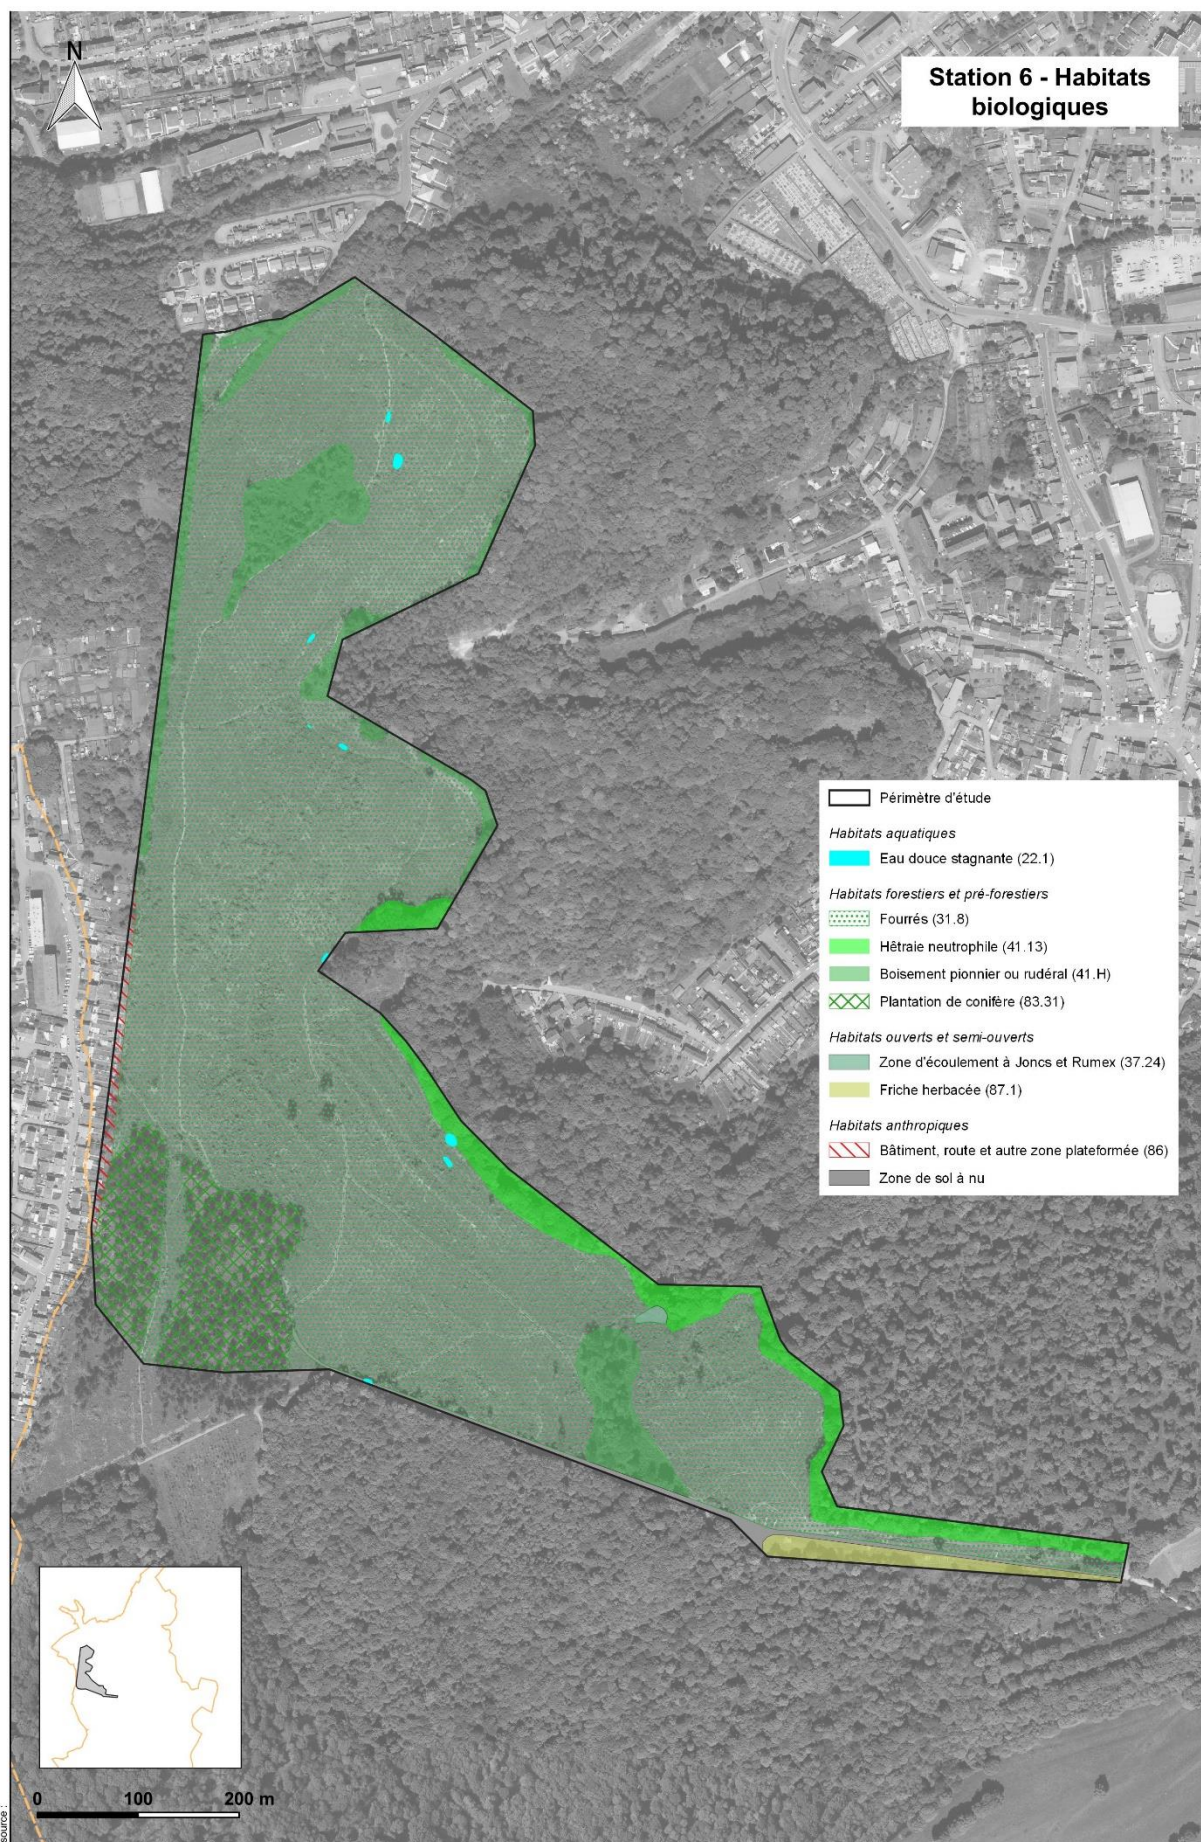 N
Station 6 - Habitats
biologiques
Périmètre d'étude
Habitats aquatiques
Eau douce stagnante (22.1)
Habitats forestiers et pré-forestiers
Fourrés (31.8)
Hêtraie neutrophile (41.13)
Boisement pionnier ou rudéral (41.H)
Plantation de conifère (83.31)
Habitats ouverts et semi-ouverts
Zone d'écoulement à Joncs et Rumex (37.24)
Friche herbacée (87.1)
Habitats anthropiques
Bâtiment, route et autre zone plateformée (86)
Zone de sol à nu
0 100 200 m
source :